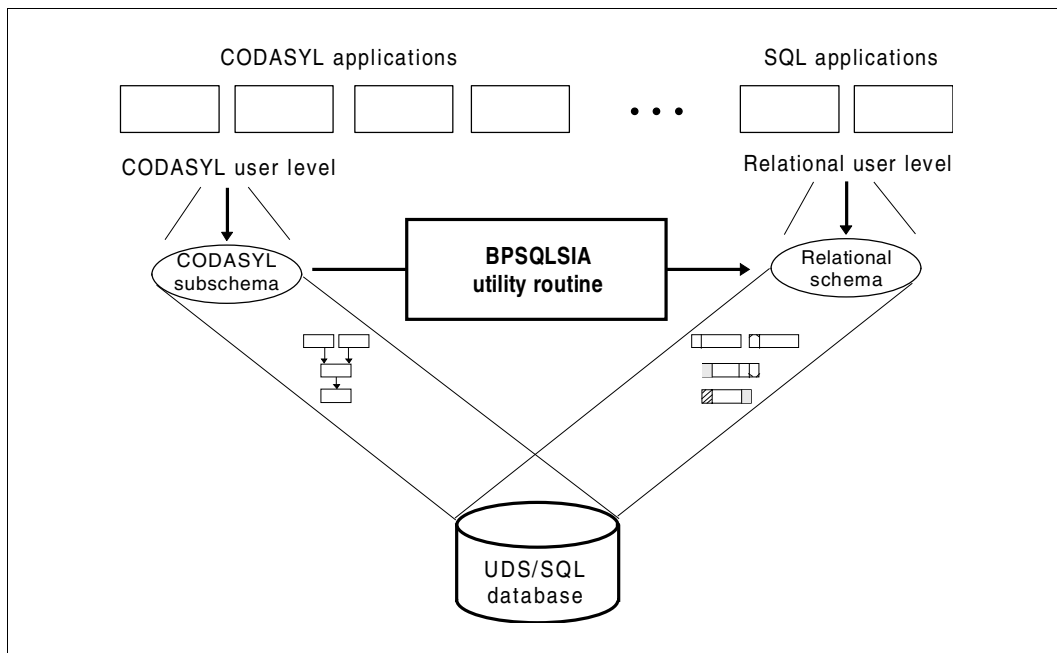 CODASYL applications
SQL applications
CODASYL user level
Relational user level
CODASYL
subschema
BPSQLSIA
utility routine
Relational
schema
UDS/SQL
database